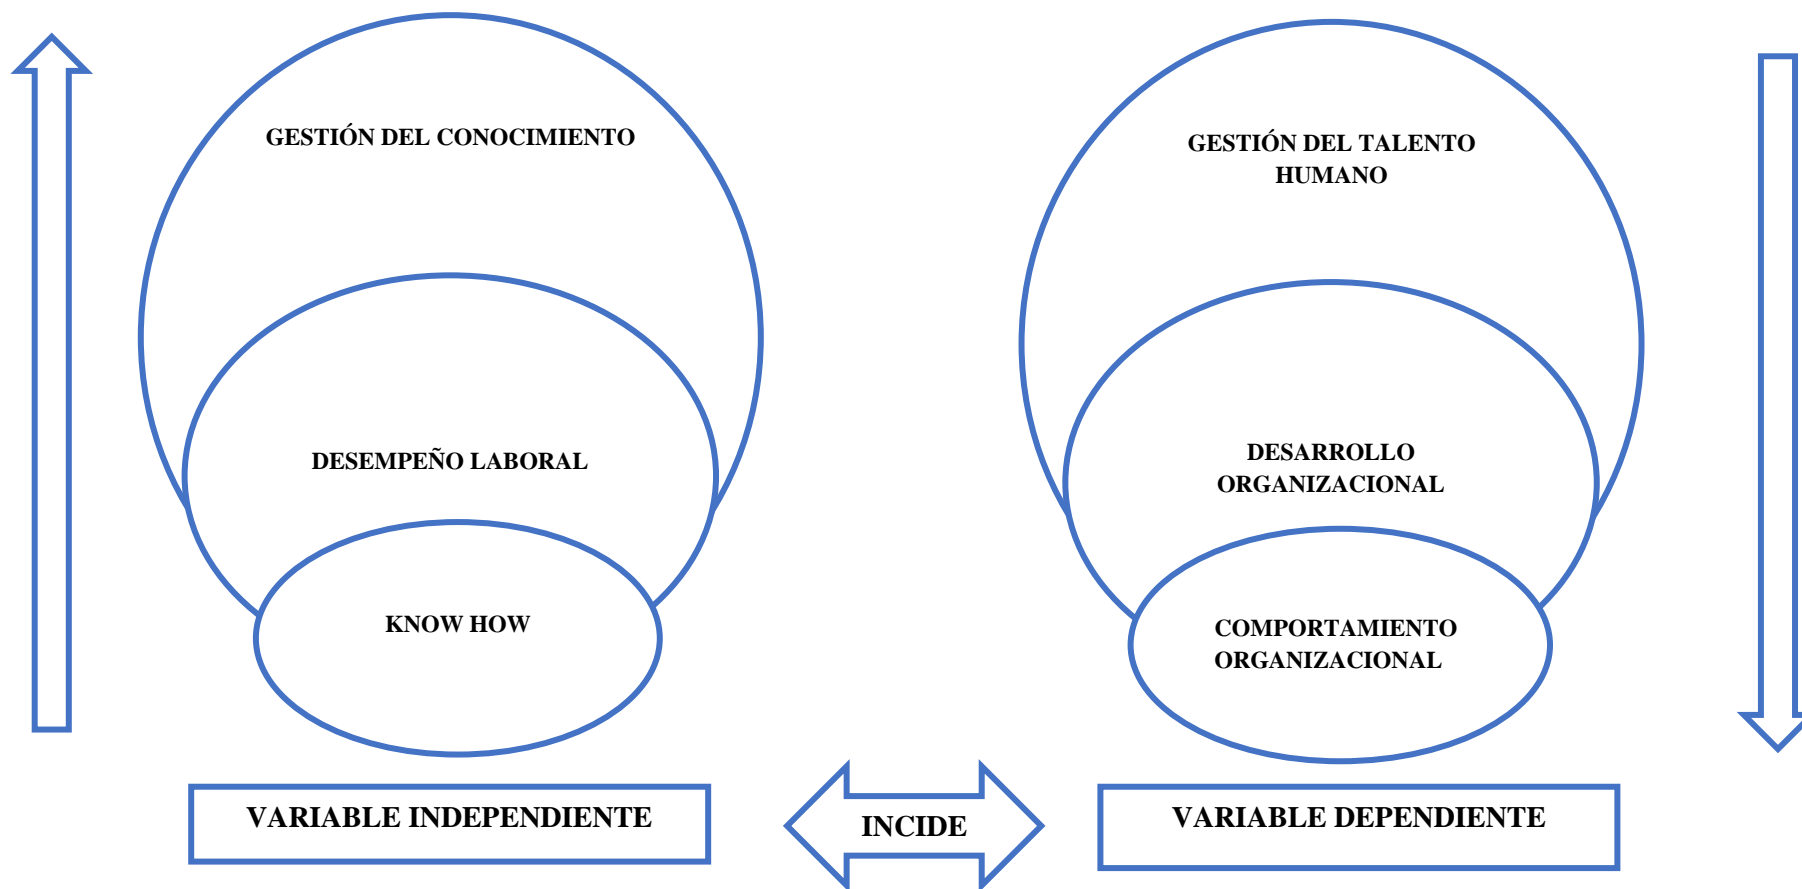 GESTIÓN DEL CONOCIMIENTO
DESEMPEÑO LABORAL
KNOW HOW
GESTIÓN DEL TALENTO
HUMANO
DESARROLLO
ORGANIZACIONAL
COMPORTAMIENTO
ORGANIZACIONAL
VARIABLE INDEPENDIENTE
INCIDE
VARIABLE DEPENDIENTE